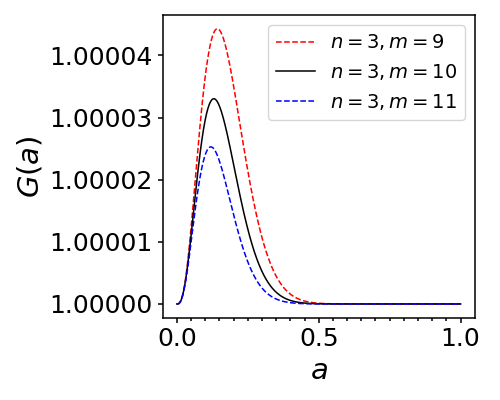 n = 3, m = 9
n = 3, m = 10
n = 3, m = 11
1.00004
1.00003
1.00002
1.00001
1.00000
G(a)
0.0 0.5 1.0
a